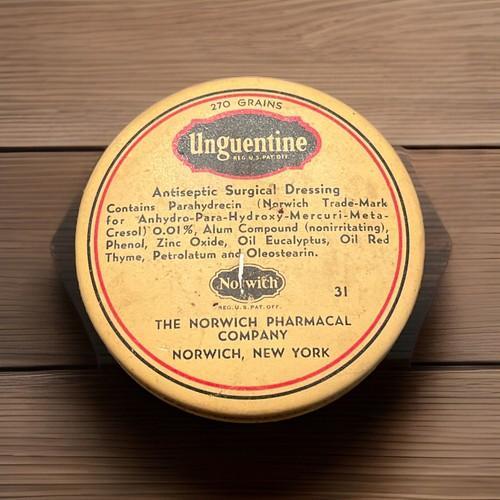 270 GRAINS
Unguentine
REG. U.S. PAT. OFF.
Antiseptic Surgical Dressing
Contains Parahydrecin (Norwich Trade-Mark
for Anhydro-Para-Hydroxy-Mercuri-Meta-
Cresol) 0.01%, Alum Compound (nonirritating),
Phenol, Zinc Oxide, Oil Eucalyptus, Oil Red
Thyme, Petrolatum and Oleostearin.
Norwich
REG. U.S. PAT. OFF.
31
THE NORWICH PHARMACAL
COMPANY
NORWICH, NEW YORK